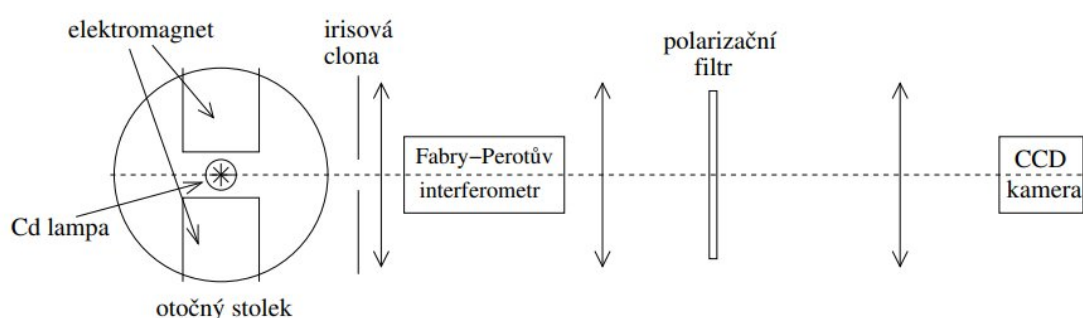 elektromagnet
irisová
clona
polarizační
filtr
Fabry–Perotův
interferometr
CCD
kamera
Cd lampa
otočný stolek